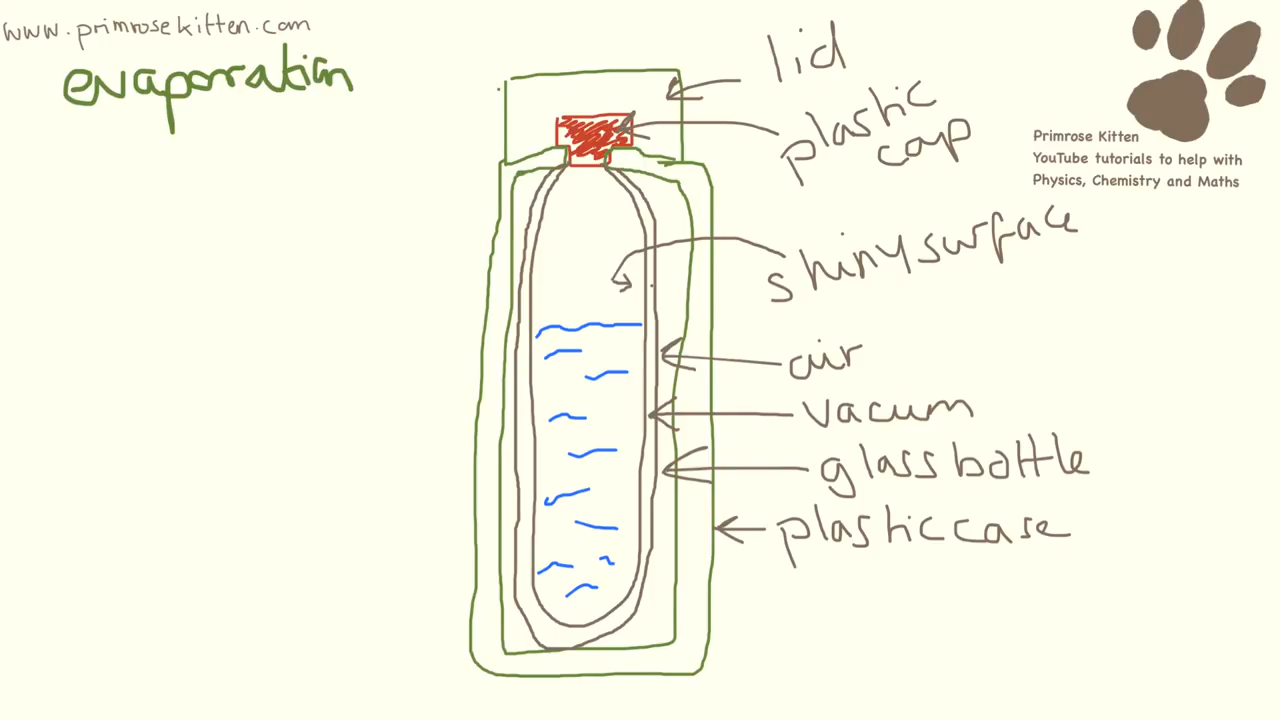 www.primrosekitten.com
evaporation
lid
plastic
cap
Primrose Kitten
YouTube tutorials to help with
Physics, Chemistry and Maths
shiny surface
air
vacum
glass bottle
plastic case